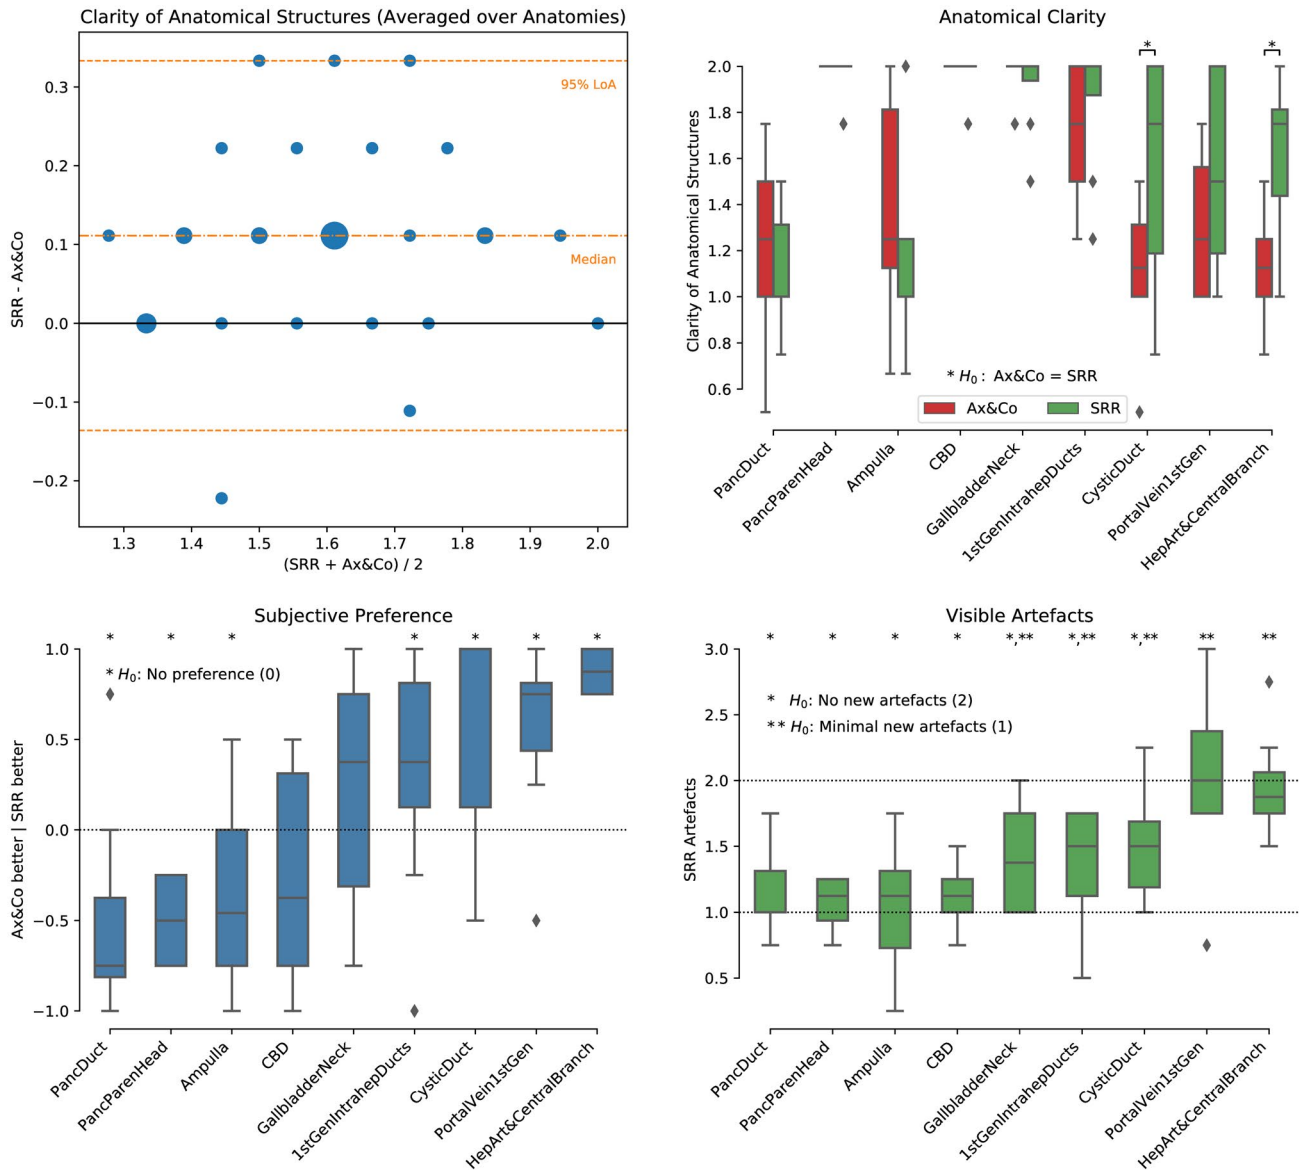 Clarity of Anatomical Structures (Averaged over Anatomies)
SRR - Ax&Co
0.3
0.2
0.1
0.0
−0.1
−0.2
95% LoA
Median
1.3 1.4 1.5 1.6 1.7 1.8 1.9 2.0
(SRR + Ax&Co) / 2
Anatomical Clarity
Clarity of Anatomical Structures
2.0
1.8
1.6
1.4
1.2
1.0
0.8
0.6
* *
* H₀ : Ax&Co = SRR
Ax&Co SRR
PancDuct
PancParenHead
Ampulla
CBD
GallbladderNeck
1stGenIntrahepDucts
CysticDuct
PortalVein1stGen
HepArt&CentralBranch
Subjective Preference
Ax&Co better | SRR better
* * * * * * *
1.0
0.5
0.0
−0.5
−1.0
* H₀: No preference (0)
PancDuct
PancParenHead
Ampulla
CBD
GallbladderNeck
1stGenIntrahepDucts
CysticDuct
PortalVein1stGen
HepArt&CentralBranch
Visible Artefacts
SRR Artefacts
* * * * *,** *,** *,** ** **
3.0
2.5
2.0
1.5
1.0
0.5
* H₀: No new artefacts (2)
** H₀: Minimal new artefacts (1)
PancDuct
PancParenHead
Ampulla
CBD
GallbladderNeck
1stGenIntrahepDucts
CysticDuct
PortalVein1stGen
HepArt&CentralBranch